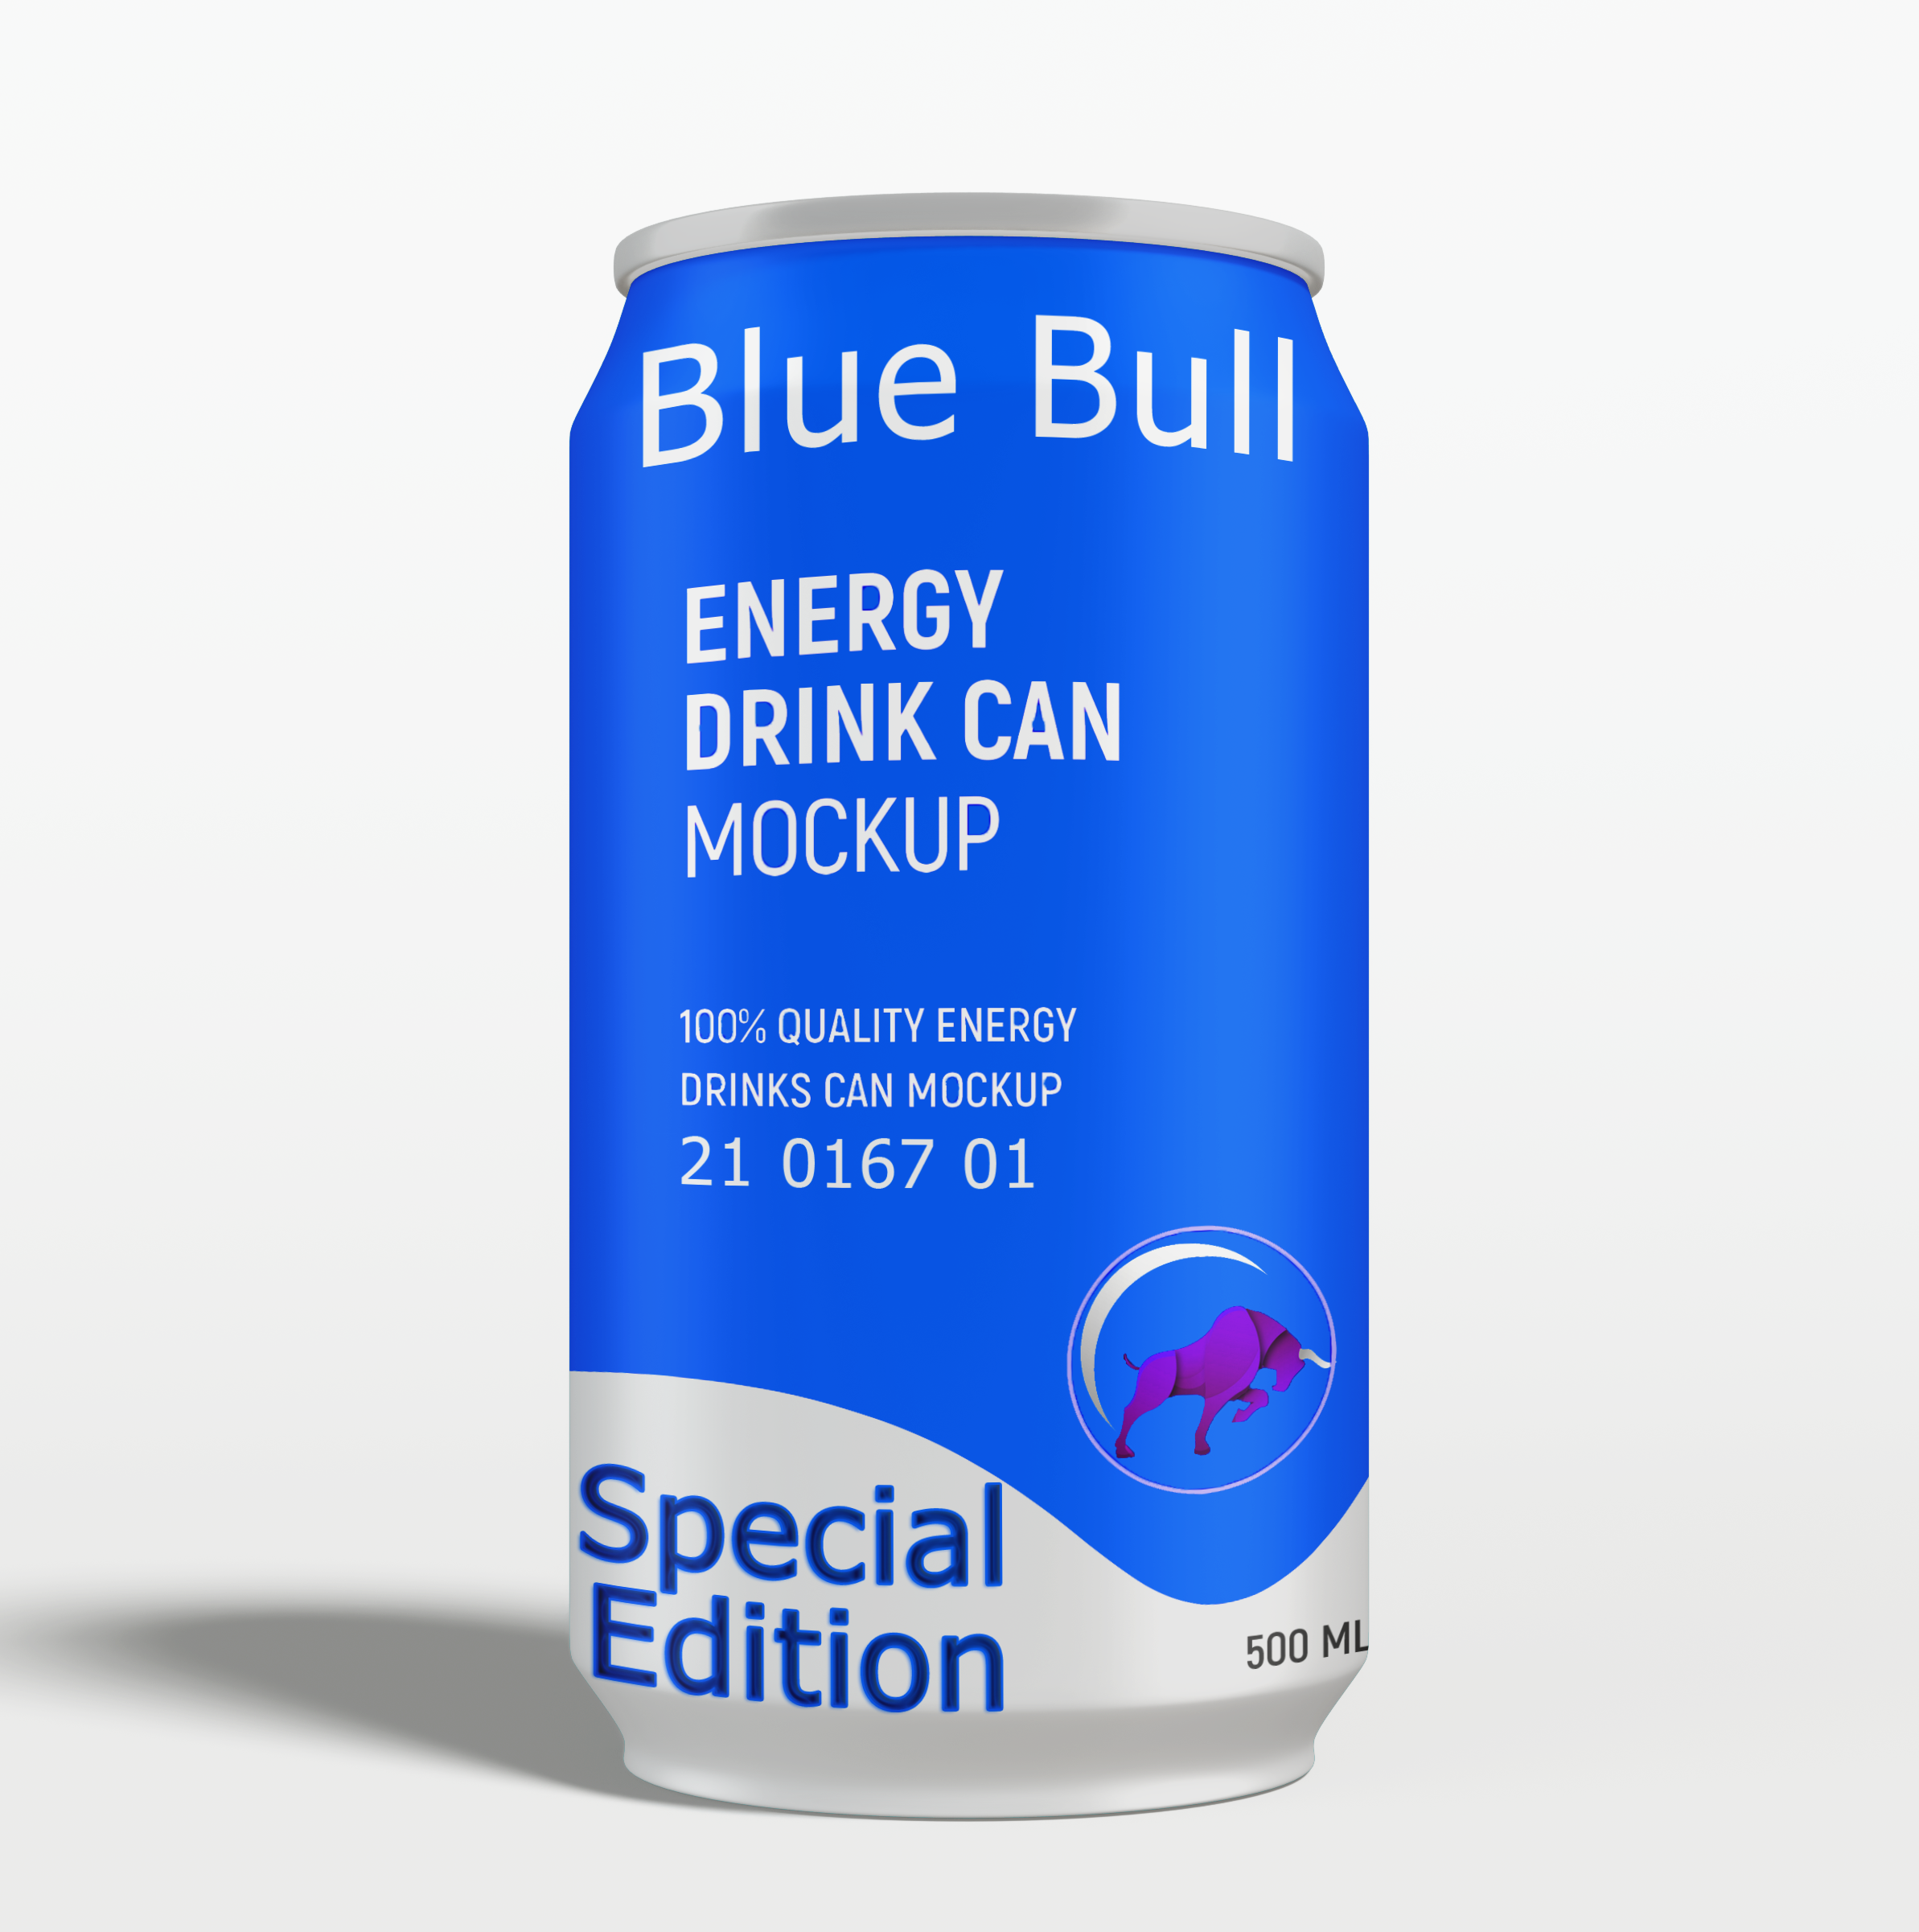 Blue Bull
ENERGY
DRINK CAN
MOCKUP
100% QUALITY ENERGY
DRINKS CAN MOCKUP
21 0167 01
Special
Edition
500 ML